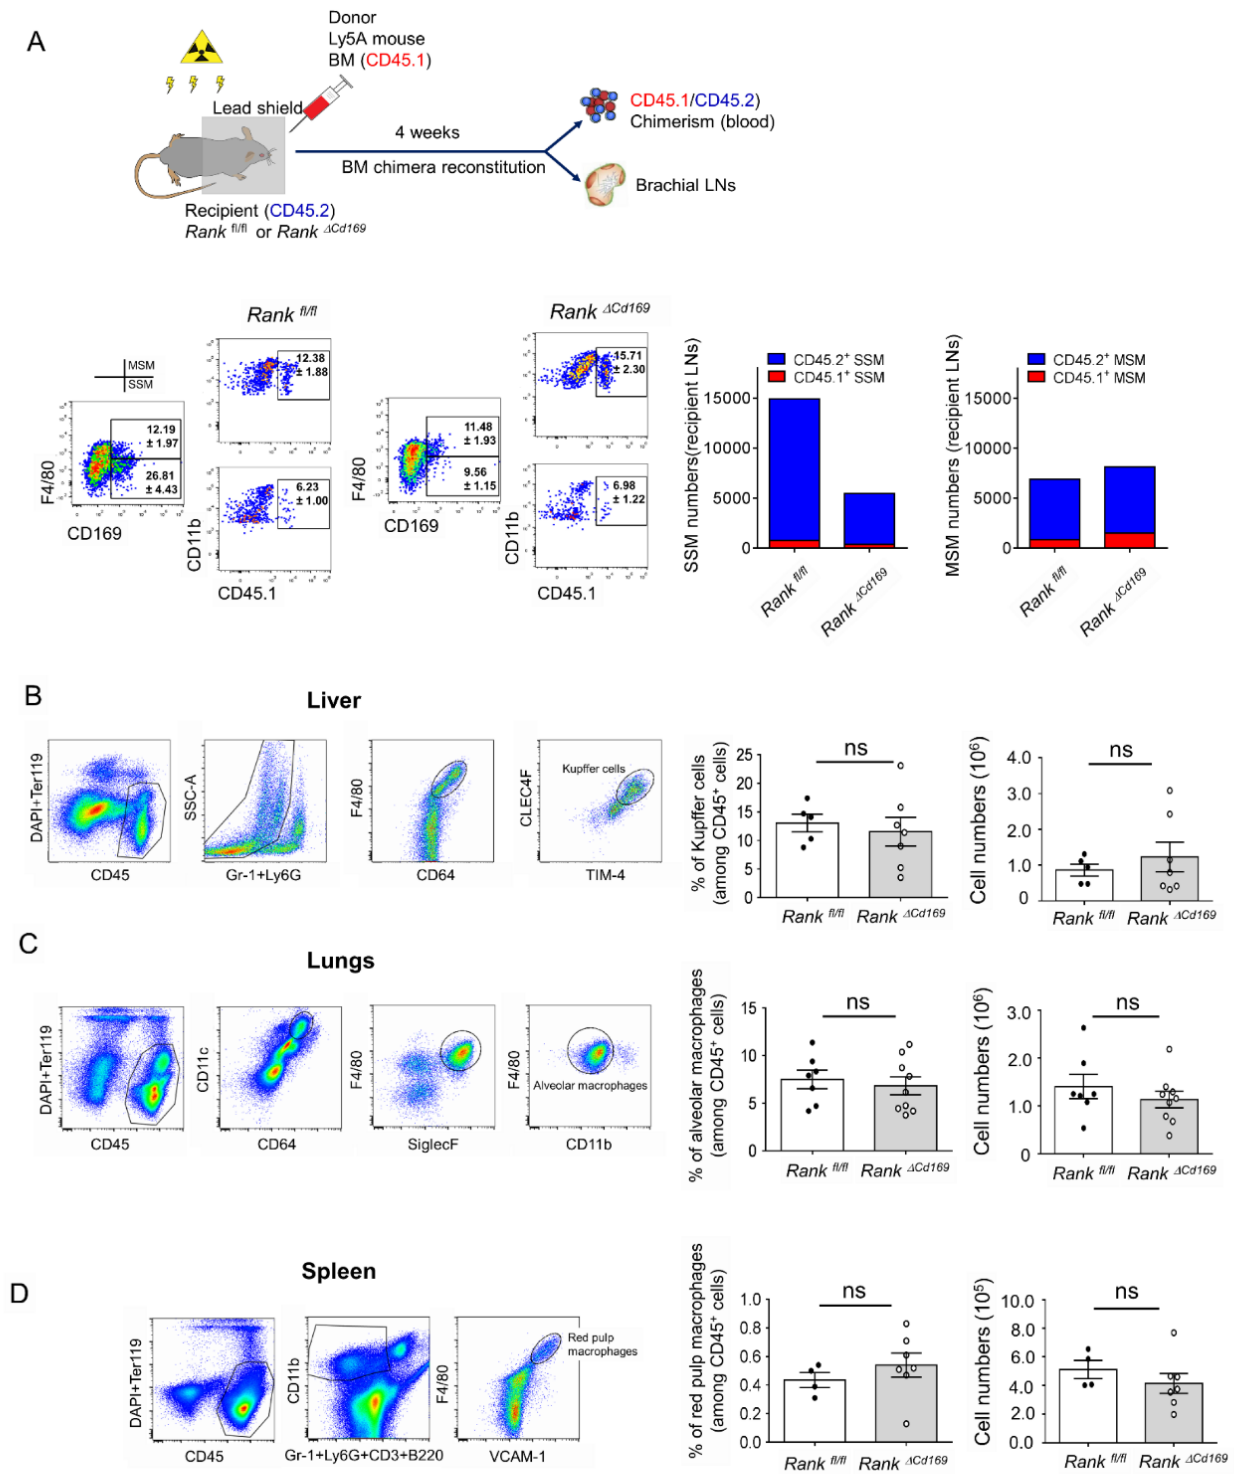 A
Donor
Ly5A mouse
BM (CD45.1)
Lead shield
4 weeks
BM chimera reconstitution
CD45.1/CD45.2)
Chimerism (blood)
Brachial LNs
Recipient (CD45.2)
Rank fl/fl or Rank ΔCd169
Rank fl/fl
Rank ΔCd169
MSM
SSM
12.19
± 1.97
26.81
± 4.43
F4/80
CD169
12.38
± 1.88
6.23
± 1.00
CD11b
CD45.1
11.48
± 1.93
9.56
± 1.15
F4/80
CD169
15.71
± 2.30
6.98
± 1.22
CD11b
CD45.1
CD45.2+ SSM
CD45.1+ SSM
SSM numbers(recipient LNs)
15000
10000
5000
0
Rank fl/fl
Rank ΔCd169
CD45.2+ MSM
CD45.1+ MSM
MSM numbers (recipient LNs)
15000
10000
5000
0
Rank fl/fl
Rank ΔCd169
B
Liver
DAPI+Ter119
CD45
SSC-A
Gr-1+Ly6G
F4/80
CD64
CLEC4F
Kupffer cells
TIM-4
% of Kupffer cells
(among CD45+ cells)
25
20
15
10
5
0
ns
Rank fl/fl
Rank ΔCd169
Cell numbers (10⁶)
4.0
3.0
2.0
1.0
0
ns
Rank fl/fl
Rank ΔCd169
C
Lungs
DAPI+Ter119
CD45
CD11c
CD64
F4/80
SiglecF
F4/80
Alveolar macrophages
CD11b
% of alveolar macrophages
(among CD45+ cells)
15
10
5
0
ns
Rank fl/fl
Rank ΔCd169
Cell numbers (10⁶)
3.0
2.0
1.0
0
ns
Rank fl/fl
Rank ΔCd169
D
Spleen
DAPI+Ter119
CD45
CD11b
Gr-1+Ly6G+CD3+B220
F4/80
Red pulp
macrophages
VCAM-1
% of red pulp macrophages
(among CD45+ cells)
1.0
0.8
0.6
0.4
0.2
0.0
ns
Rank fl/fl
Rank ΔCd169
Cell numbers (10⁵)
10.0
6.0
4.0
2.0
0.0
ns
Rank fl/fl
Rank ΔCd169